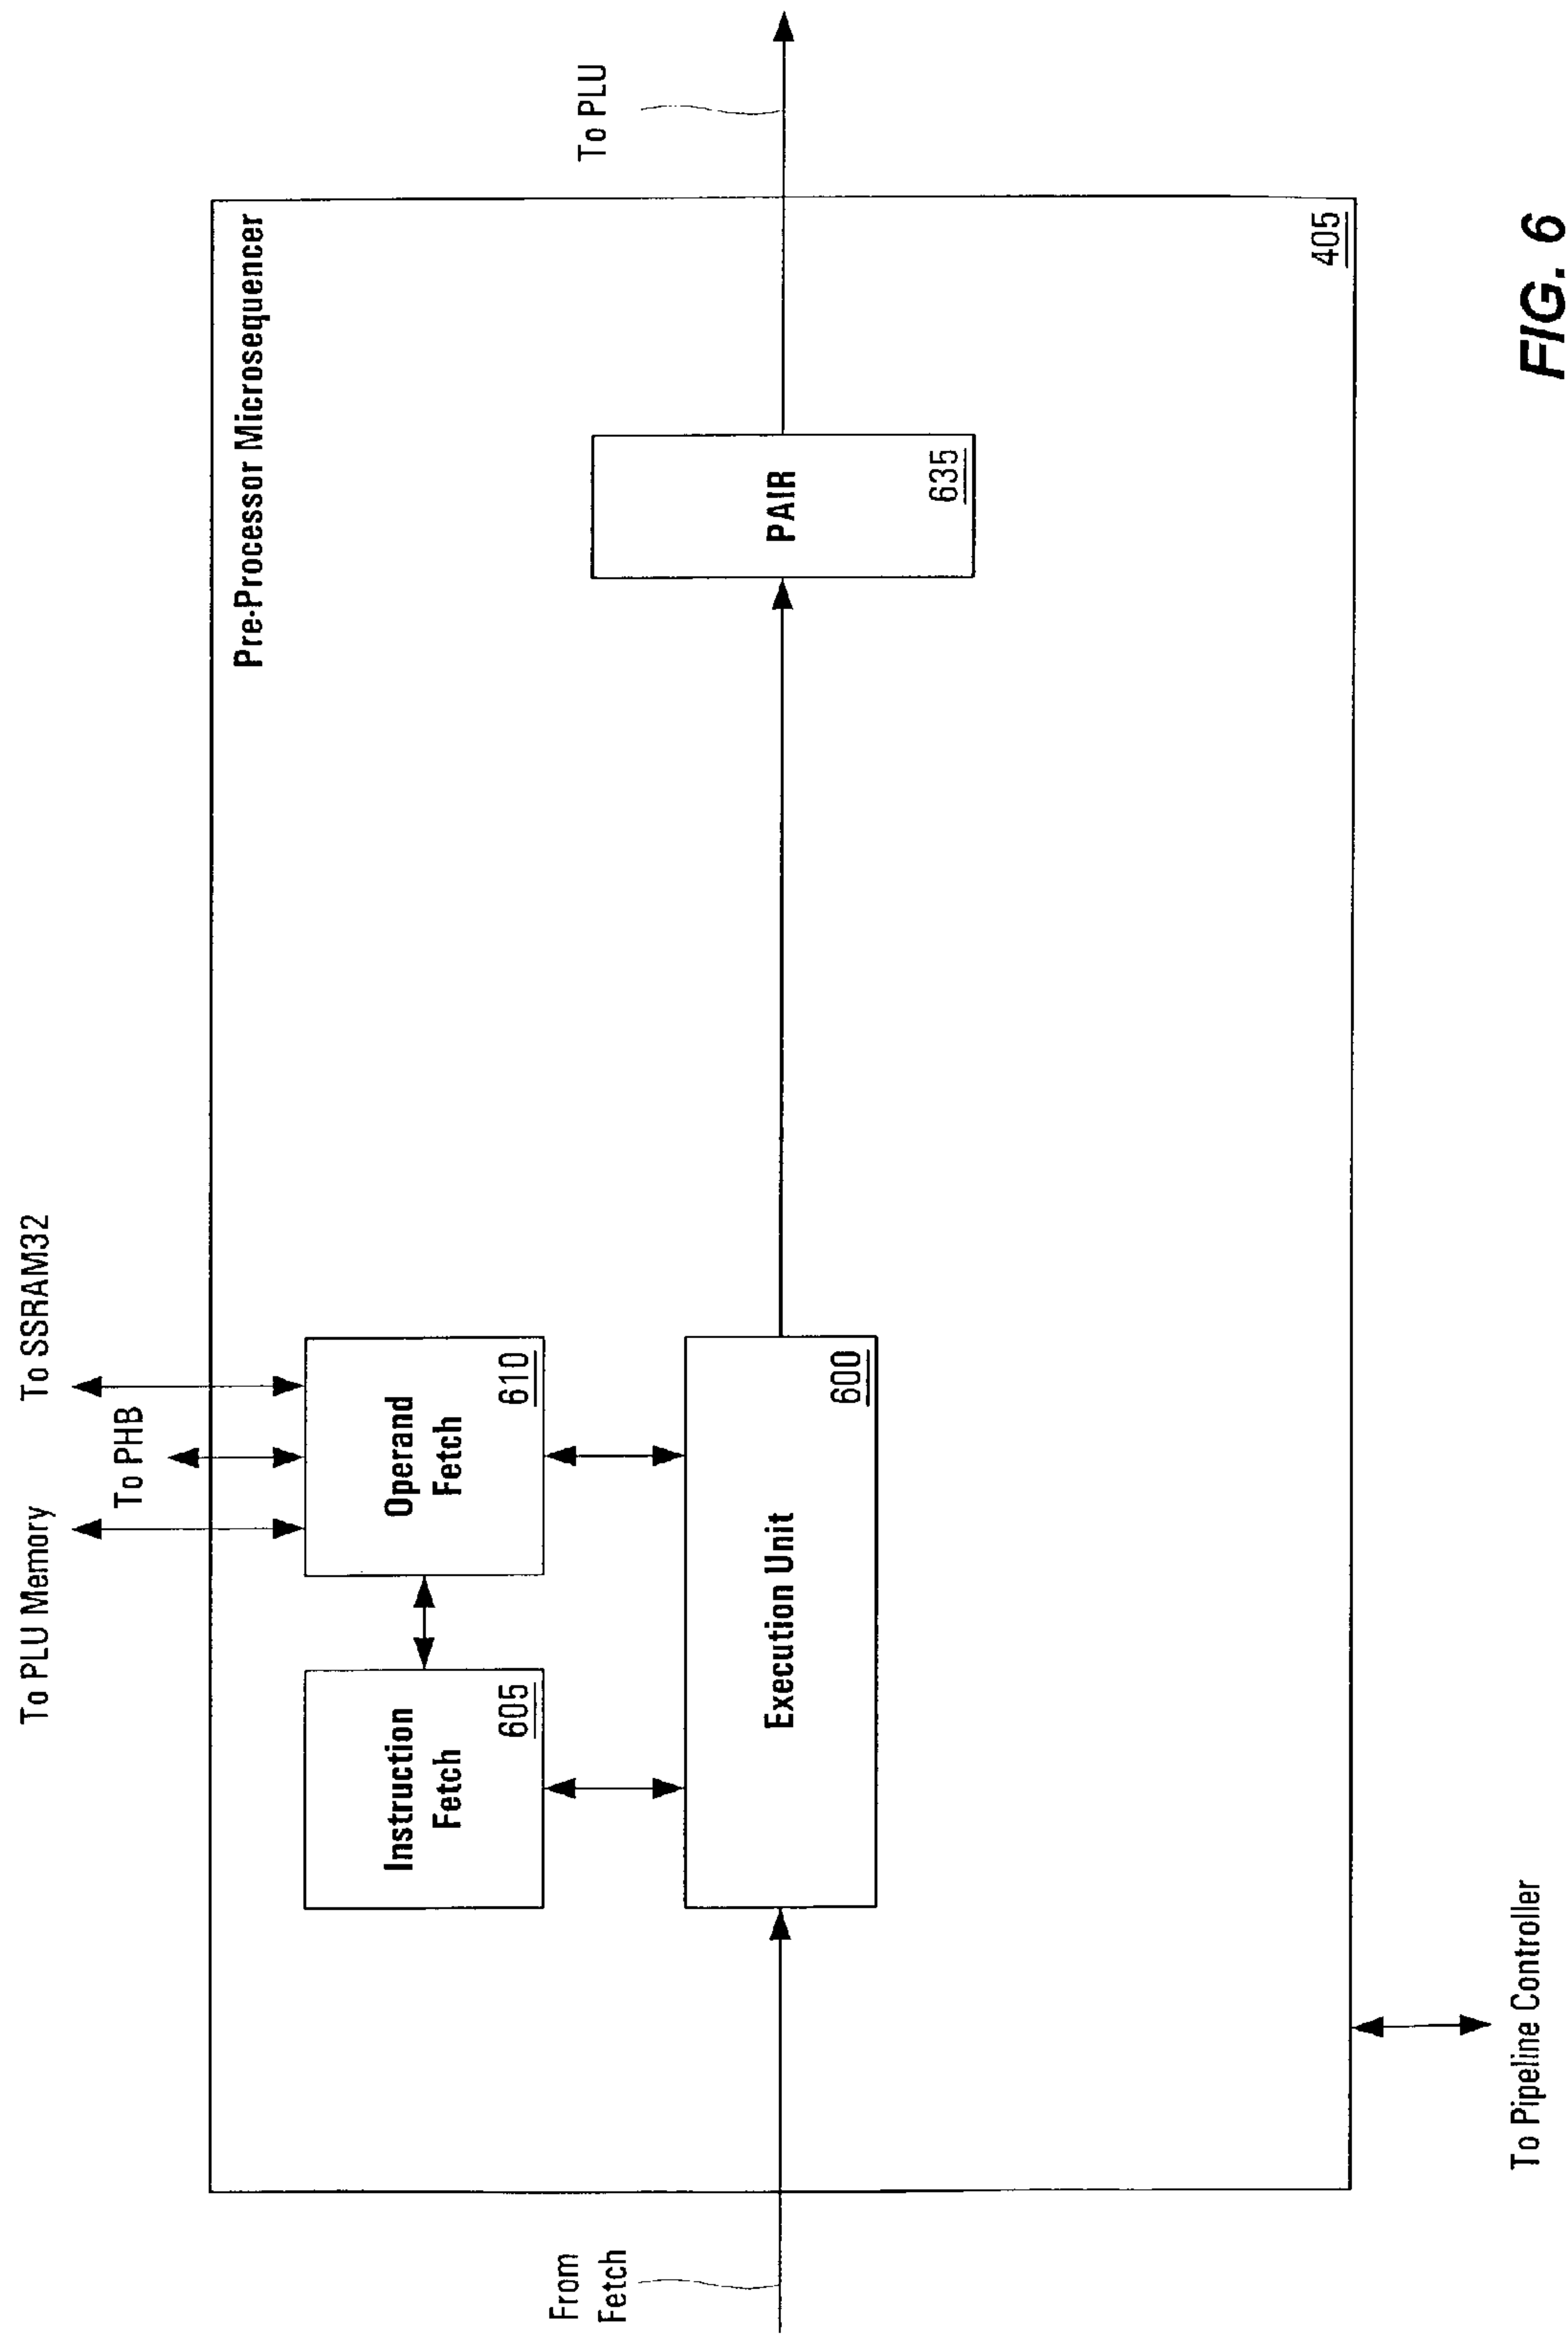 To PLU Memory
To PHB
To SSRAM32
Pre-Processor Microsequencer
Instruction
Fetch
605
Operand
Fetch
610
From
Fetch
Execution Unit
600
PAIR
635
To PLU
405
To Pipeline Controller
FIG. 6